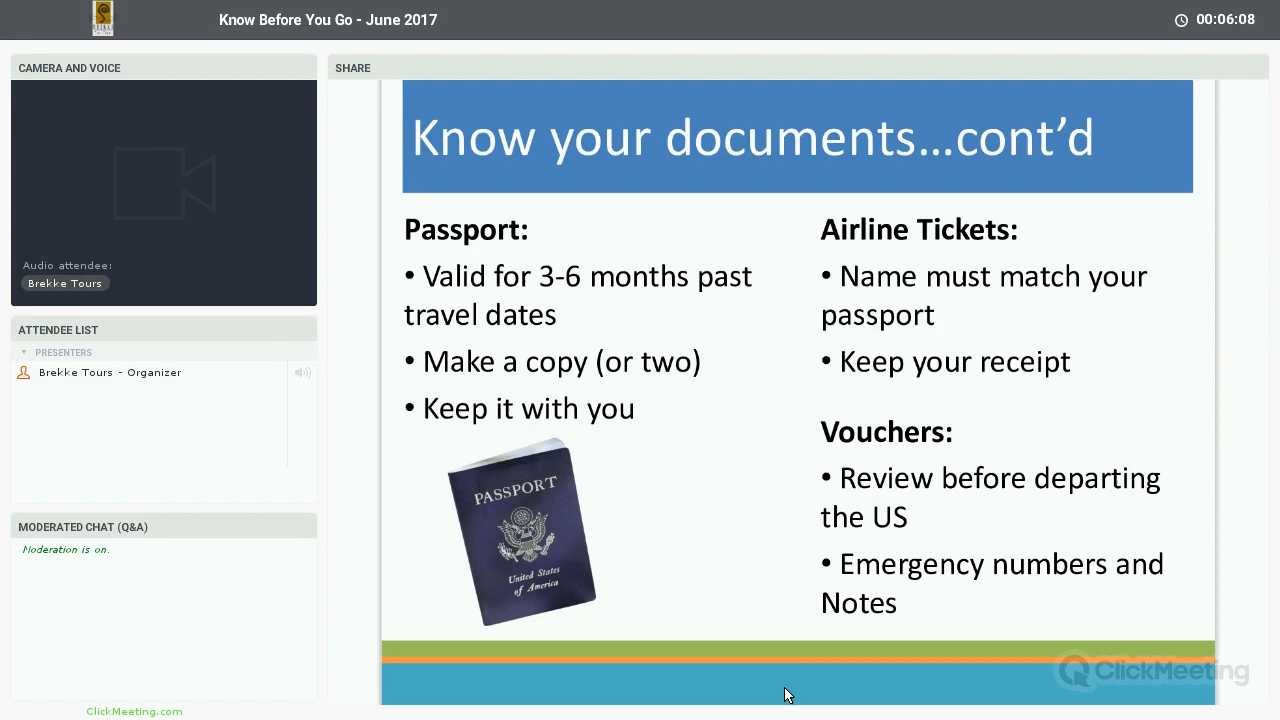 Know Before You Go - June 2017
00:06:08
CAMERA AND VOICE
Audio attendee:
Brekke Tours
ATTENDEE LIST
PRESENTERS
Brekke Tours - Organizer
MODERATED CHAT (Q&A)
Moderation is on.
ClickMeeting.com
SHARE
Know your documents...cont’d
Passport:
• Valid for 3-6 months past
travel dates
• Make a copy (or two)
• Keep it with you
PASSPORT
United States
of America
Airline Tickets:
• Name must match your
passport
• Keep your receipt
Vouchers:
• Review before departing
the US
• Emergency numbers and
Notes
ClickMeeting